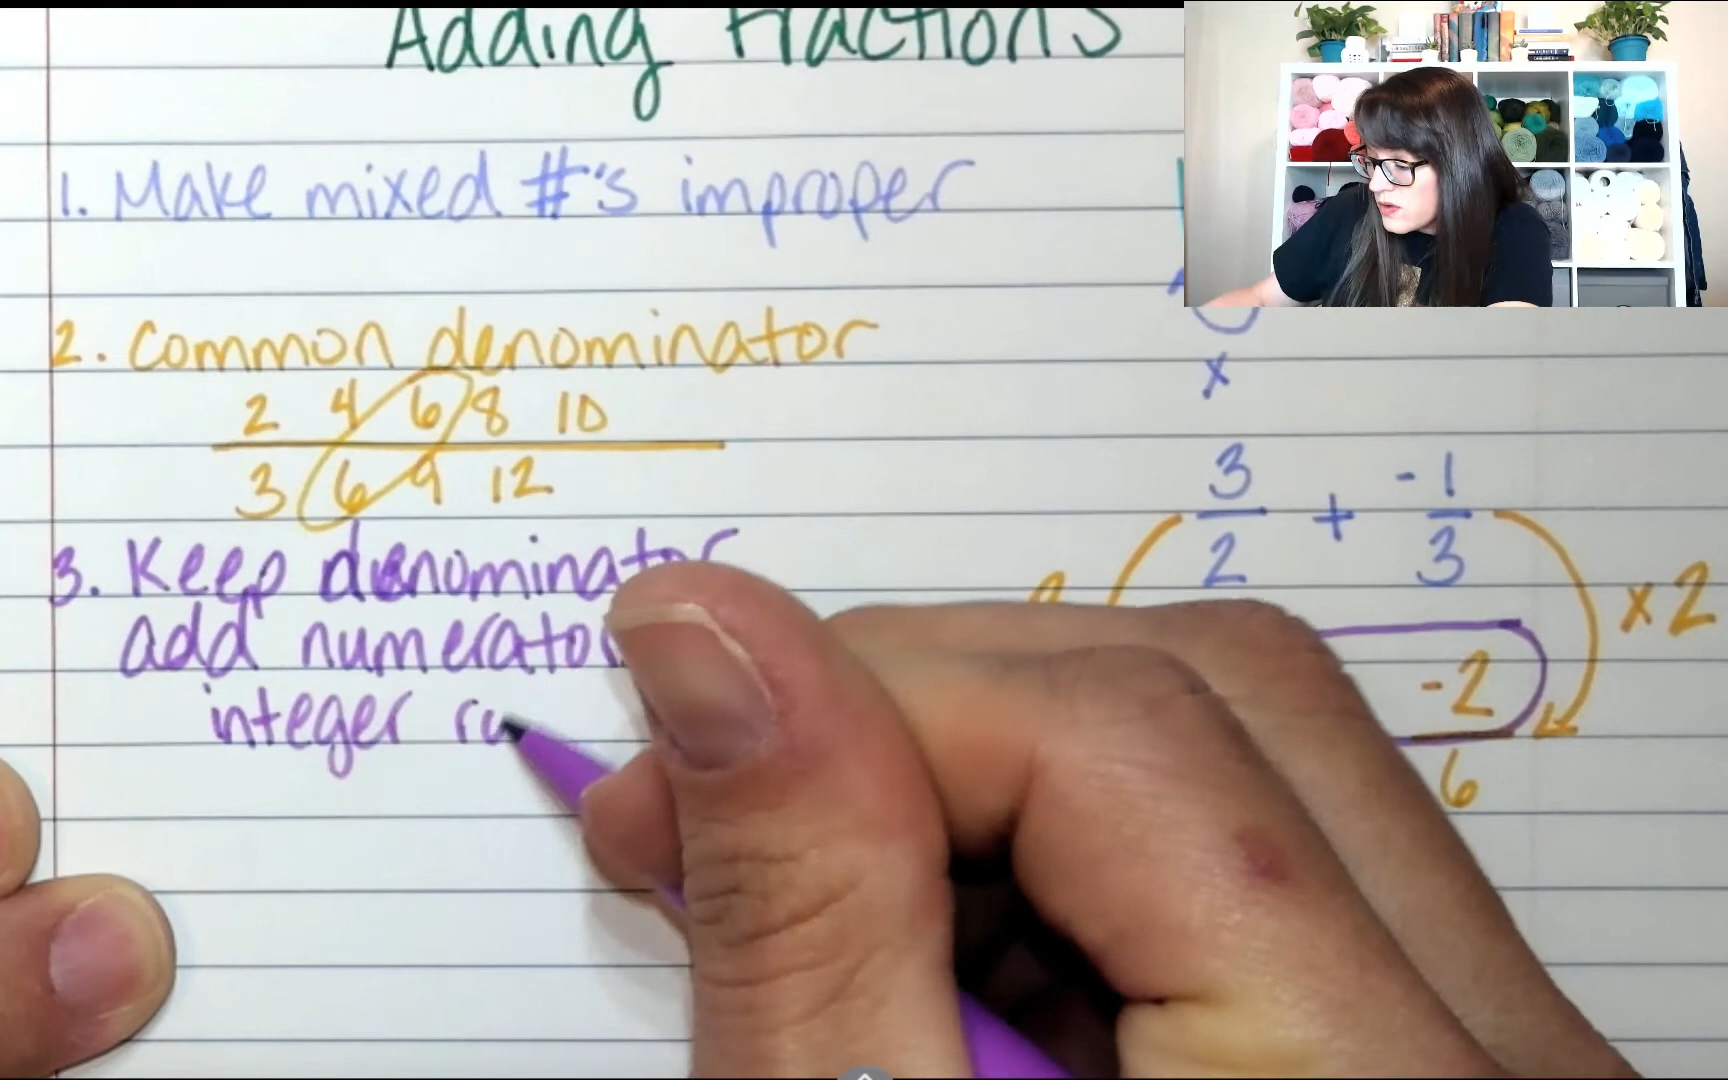 Adding Fractions
1. Make mixed #'s improper
2. Common denominator
2 4 6 8 10
3 6 9 12
3. Keep denominator
add numerator
integer
x
3 + -1
2 3
x2
-2
6